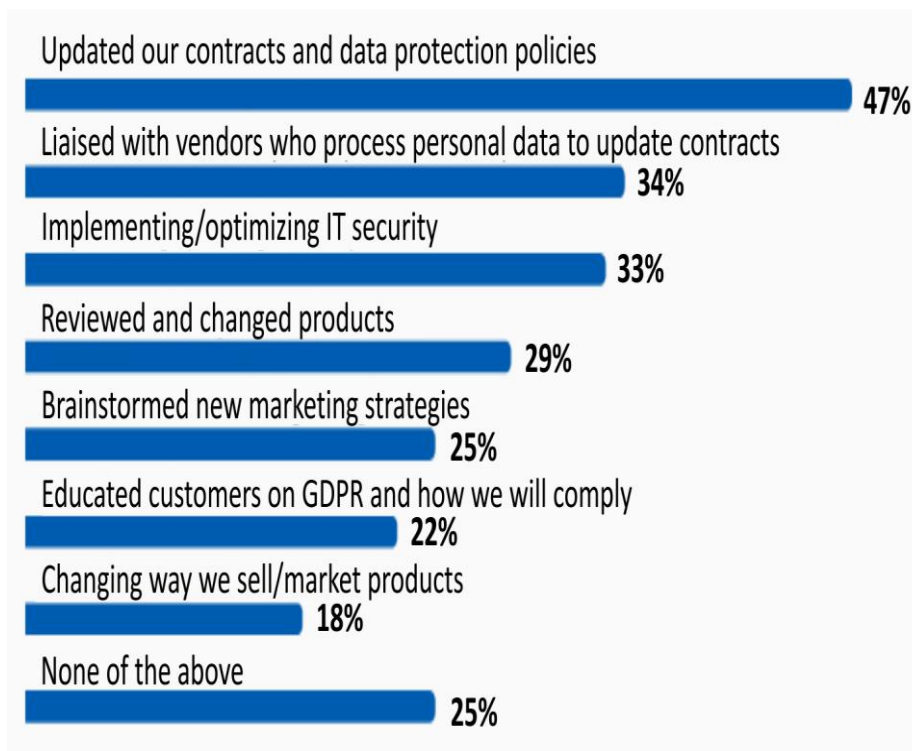 Updated our contracts and data protection policies
47%
Liaised with vendors who process personal data to update contracts
34%
Implementing/optimizing IT security
33%
Reviewed and changed products
29%
Brainstormed new marketing strategies
25%
Educated customers on GDPR and how we will comply
22%
Changing way we sell/market products
18%
None of the above
25%